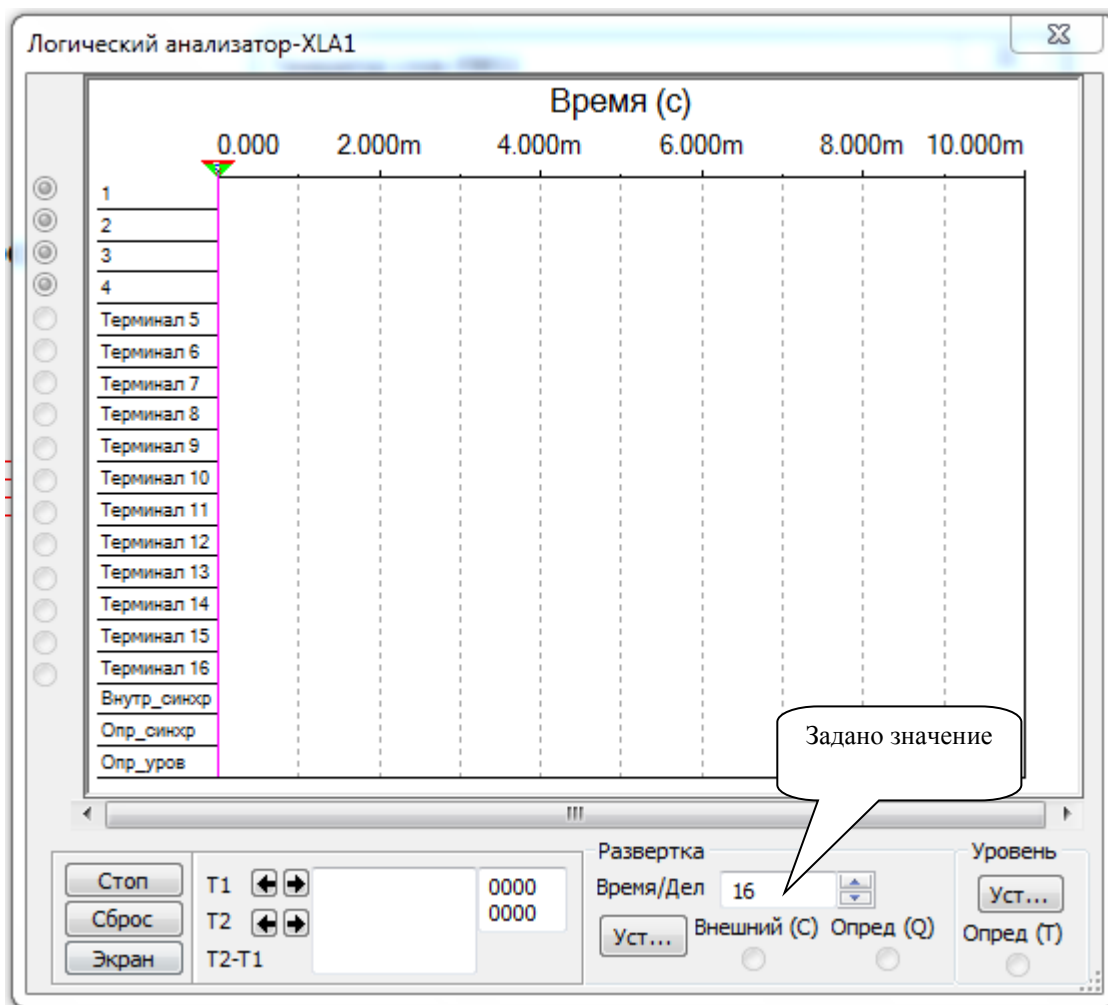 Логический анализатор-XLA1
Время (с)
0.000 2.000m 4.000m 6.000m 8.000m 10.000m
1
2
3
4
Терминал 5
Терминал 6
Терминал 7
Терминал 8
Терминал 9
Терминал 10
Терминал 11
Терминал 12
Терминал 13
Терминал 14
Терминал 15
Терминал 16
Внутр_синхр
Опр_синхр
Опр_уров
Задано значение
Стоп
Сброс
Экран
T1
T2
T2-T1
0000
0000
Развертка
Время/Дел 16
Уст...
Внешний (C) Опред (Q)
Уровень
Уст...
Опред (T)